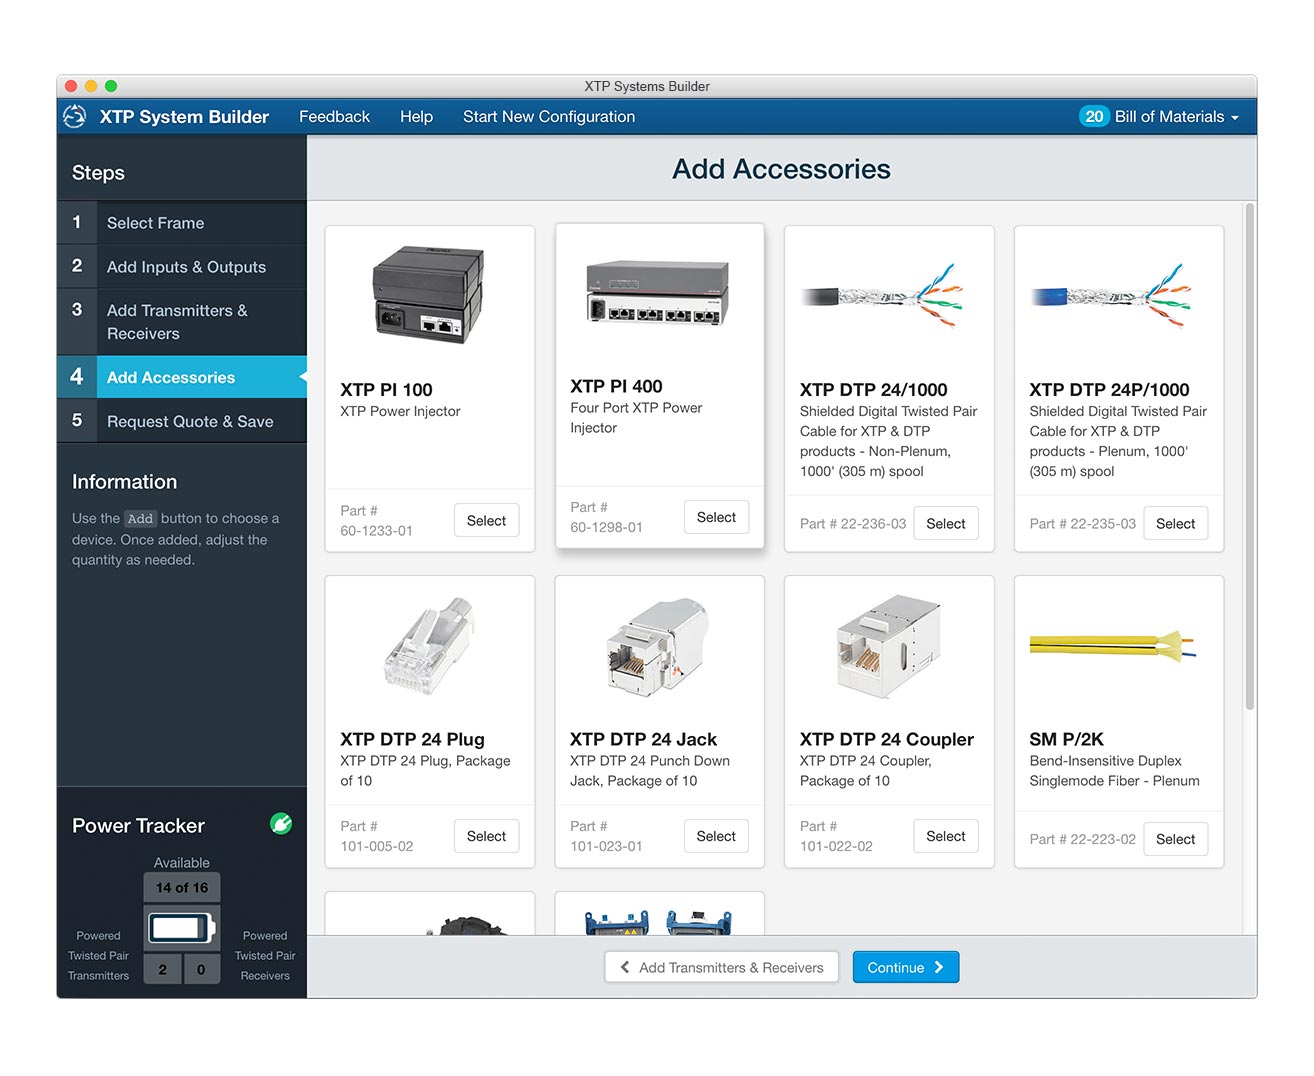 XTP Systems Builder
XTP System Builder
Feedback
Help
Start New Configuration
20 Bill of Materials
Steps
1 Select Frame
2 Add Inputs & Outputs
3 Add Transmitters &
Receivers
4 Add Accessories
5 Request Quote & Save
Information
Use the Add button to choose a
device. Once added, adjust the
quantity as needed.
Power Tracker
Available
14 of 16
Powered
Twisted Pair
Transmitters
2
0
Powered
Twisted Pair
Receivers
Add Accessories
XTP PI 100
XTP Power Injector
Part #
60-1233-01
Select
XTP PI 400
Four Port XTP Power
Injector
Part #
60-1298-01
Select
XTP DTP 24/1000
Shielded Digital Twisted Pair
Cable for XTP & DTP
products - Non-Plenum,
1000' (305 m) spool
Part # 22-236-03
Select
XTP DTP 24P/1000
Shielded Digital Twisted Pair
Cable for XTP & DTP
products - Plenum, 1000'
(305 m) spool
Part # 22-235-03
Select
XTP DTP 24 Plug
XTP DTP 24 Plug, Package
of 10
Part #
101-005-02
Select
XTP DTP 24 Jack
XTP DTP 24 Punch Down
Jack, Package of 10
Part #
101-023-01
Select
XTP DTP 24 Coupler
XTP DTP 24 Coupler,
Package of 10
Part #
101-022-02
Select
SM P/2K
Bend-Insensitive Duplex
Singlemode Fiber - Plenum
Part # 22-223-02
Select
Add Transmitters & Receivers
Continue